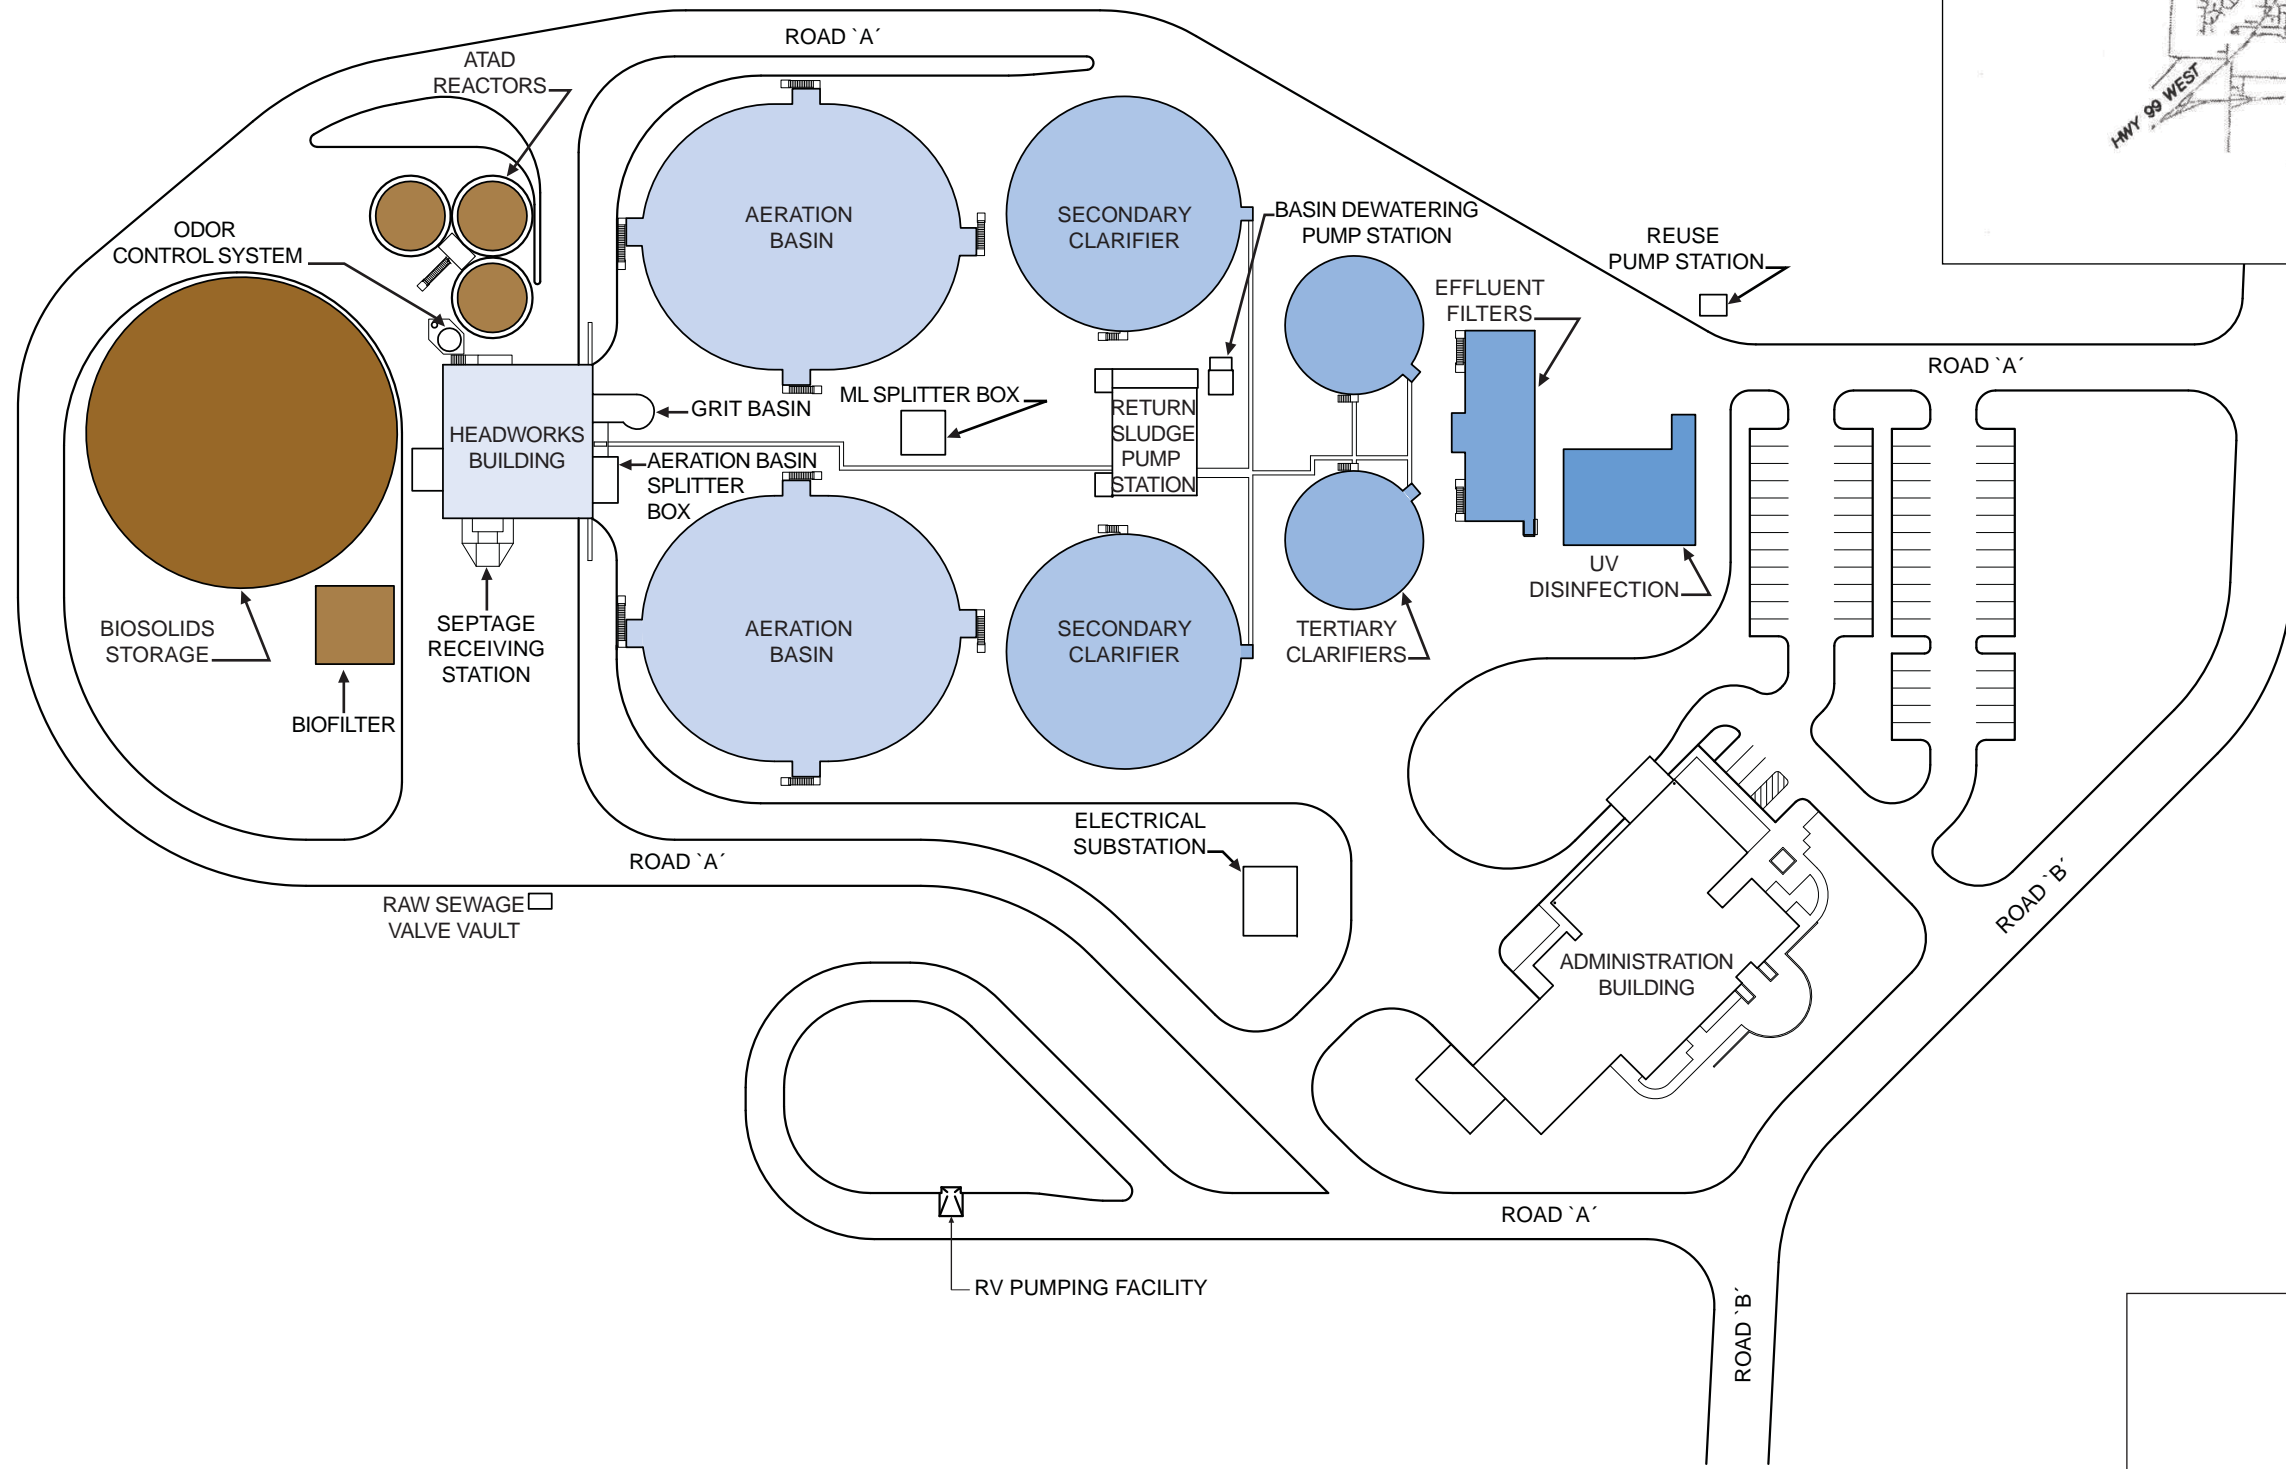 ROAD `A´
ATAD
REACTORS
HWY 99 WEST
ODOR
CONTROL SYSTEM
AERATION
BASIN
SECONDARY
CLARIFIER
BASIN DEWATERING
PUMP STATION
REUSE
PUMP STATION
EFFLUENT
FILTERS
ROAD `A´
ML SPLITTER BOX
GRIT BASIN
RETURN
SLUDGE
PUMP
STATION
HEADWORKS
BUILDING
AERATION BASIN
SPLITTER
BOX
UV
DISINFECTION
BIOSOLIDS
STORAGE
SEPTAGE
RECEIVING
STATION
AERATION
BASIN
SECONDARY
CLARIFIER
TERTIARY
CLARIFIERS
BIOFILTER
ELECTRICAL
SUBSTATION
ROAD `A´
RAW SEWAGE
VALVE VAULT
ROAD `B´
ADMINISTRATION
BUILDING
ROAD `A´
RV PUMPING FACILITY
ROAD `B´